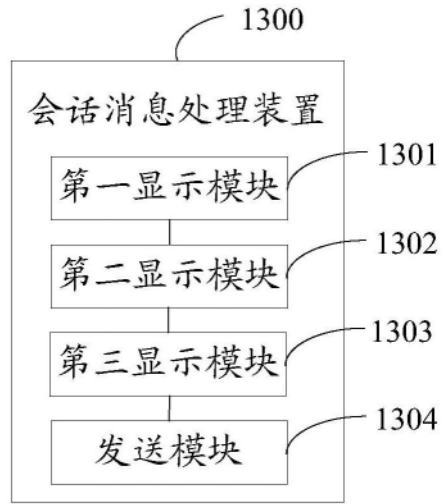 1300
会话消息处理装置
第一显示模块
1301
第二显示模块
1302
第三显示模块
1303
发送模块
1304